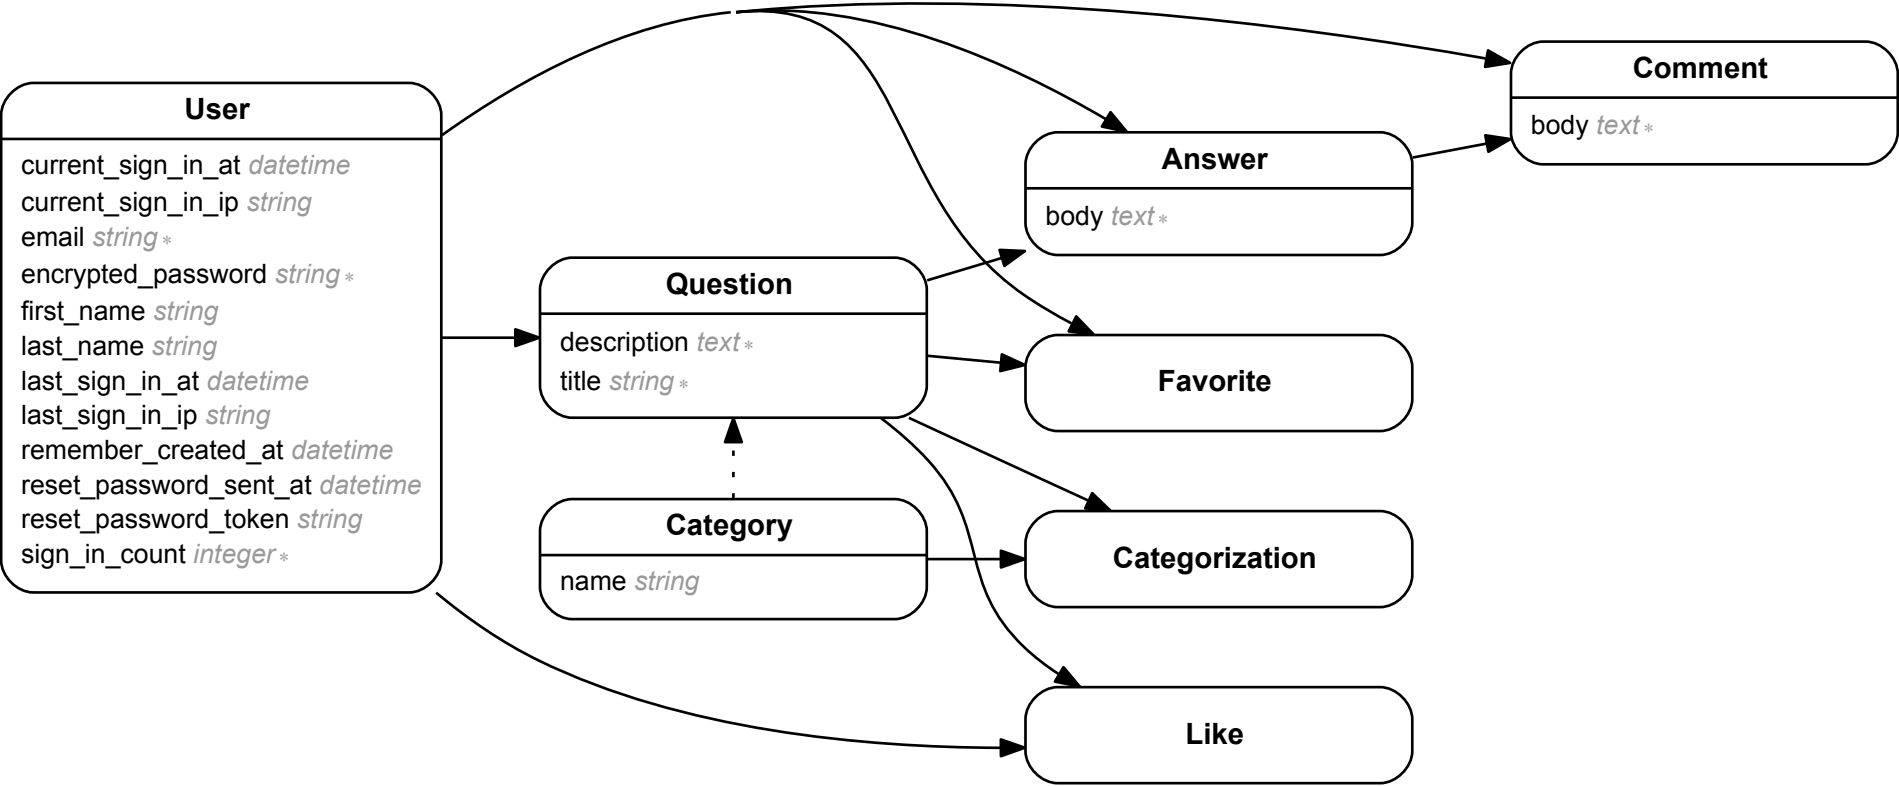 User
current_sign_in_at datetime
current_sign_in_ip string
email string *
encrypted_password string *
first_name string
last_name string
last_sign_in_at datetime
last_sign_in_ip string
remember_created_at datetime
reset_password_sent_at datetime
reset_password_token string
sign_in_count integer *
Question
description text *
title string *
Category
name string
Answer
body text *
Favorite
Categorization
Like
Comment
body text *